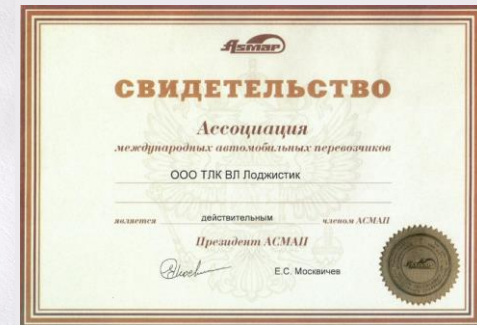 Asmap
СВИДЕТЕЛЬСТВО
Ассоциация
международных автомобильных перевозчиков
ООО ТЛК ВЛ Лоджистик
является действительным членом АСМАП
Президент АСМАП
Е.С. Москвичев